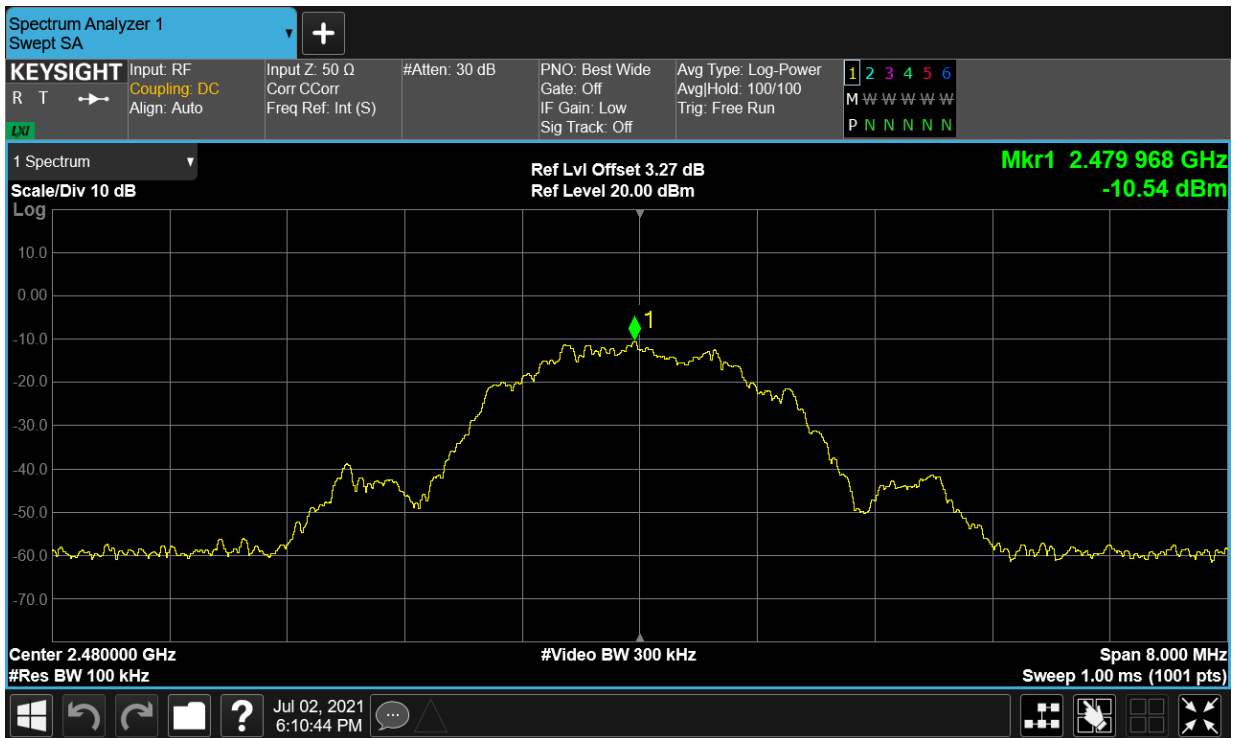 Spectrum Analyzer 1
Swept SA
+
KEYSIGHT
R T
LXI
Input: RF
Coupling: DC
Align: Auto
Input Z: 50 Ω
Corr CCorr
Freq Ref: Int (S)
#Atten: 30 dB
PNO: Best Wide
Gate: Off
IF Gain: Low
Sig Track: Off
Avg Type: Log-Power
Avg|Hold: 100/100
Trig: Free Run
1 2 3 4 5 6
M W W W W W
P N N N N N
1 Spectrum
Scale/Div 10 dB
Log
Ref Lvl Offset 3.27 dB
Ref Level 20.00 dBm
Mkr1 2.479 968 GHz
-10.54 dBm
10.0
0.00
-10.0
-20.0
-30.0
-40.0
-50.0
-60.0
-70.0
1
Center 2.480000 GHz
#Res BW 100 kHz
#Video BW 300 kHz
Span 8.000 MHz
Sweep 1.00 ms (1001 pts)
?
Jul 02, 2021
6:10:44 PM